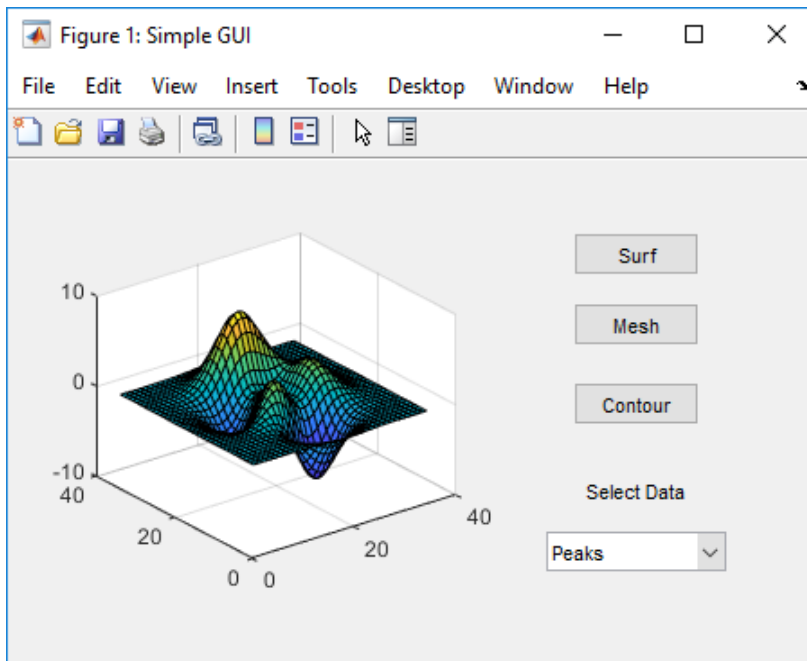 Figure 1: Simple GUI
File Edit View Insert Tools Desktop Window Help
Surf
Mesh
Contour
Select Data
Peaks
10
0
-10
40
20
0
0
20
40